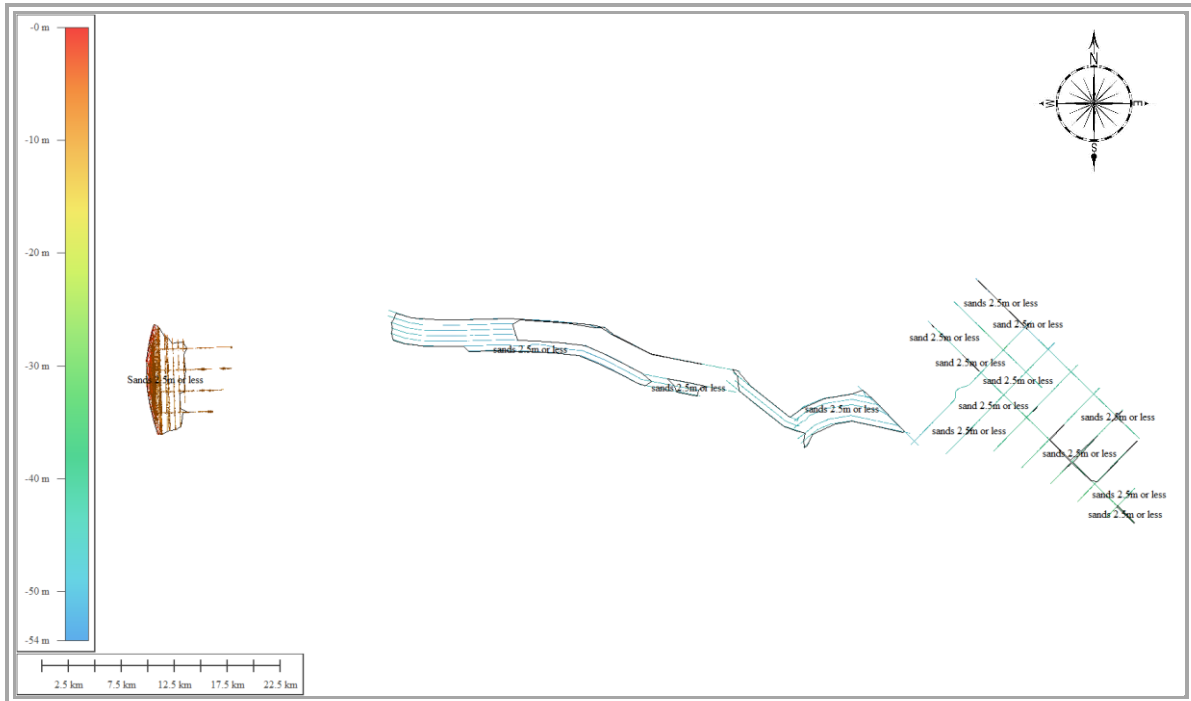 -0 m
-10 m
-20 m
-30 m
-40 m
-50 m
-54 m
N
W
E
S
sands 2.5m or less
sand 2.5m or less
sand 2.5m or less
sand 2.5m or less
sands 2.5m or less
Sands 2.5m or less
sands 2.5m or less
sands 2.5m or less
sand 2.5m or less
sands 2.5m or less
sands 2.5m or less
sands 2.5m or less
sands 2.5m or less
sands 2.5m or less
sands 2.5m or less
2.5 km 7.5 km 12.5 km 17.5 km 22.5 km